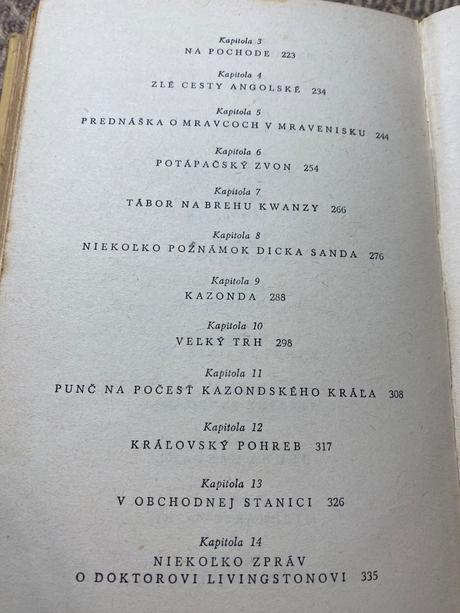 Kapitola 3
NA POCHODE 223
Kapitola 4
ZLÉ CESTY ANGOLSKÉ 234
Kapitola 5
PREDNÁŠKA O MRAVCOCH V MRAVENISKU 244
Kapitola 6
POTÁPAČSKÝ ZVON 254
Kapitola 7
TÁBOR NA BREHU KWANZY 266
Kapitola 8
NIEKOĽKO POZNÁMOK DICKA SANDA 276
Kapitola 9
KAZONDA 288
Kapitola 10
VEĽKÝ TRH 298
Kapitola 11
PUNČ NA POČESŤ KAZONDSKÉHO KRÁĽA 308
Kapitola 12
KRÁĽOVSKÝ POHREB 317
Kapitola 13
V OBCHODNEJ STANICI 326
Kapitola 14
NIEKOĽKO ZPRÁV
O DOKTOROVI LIVINGSTONOVI 335